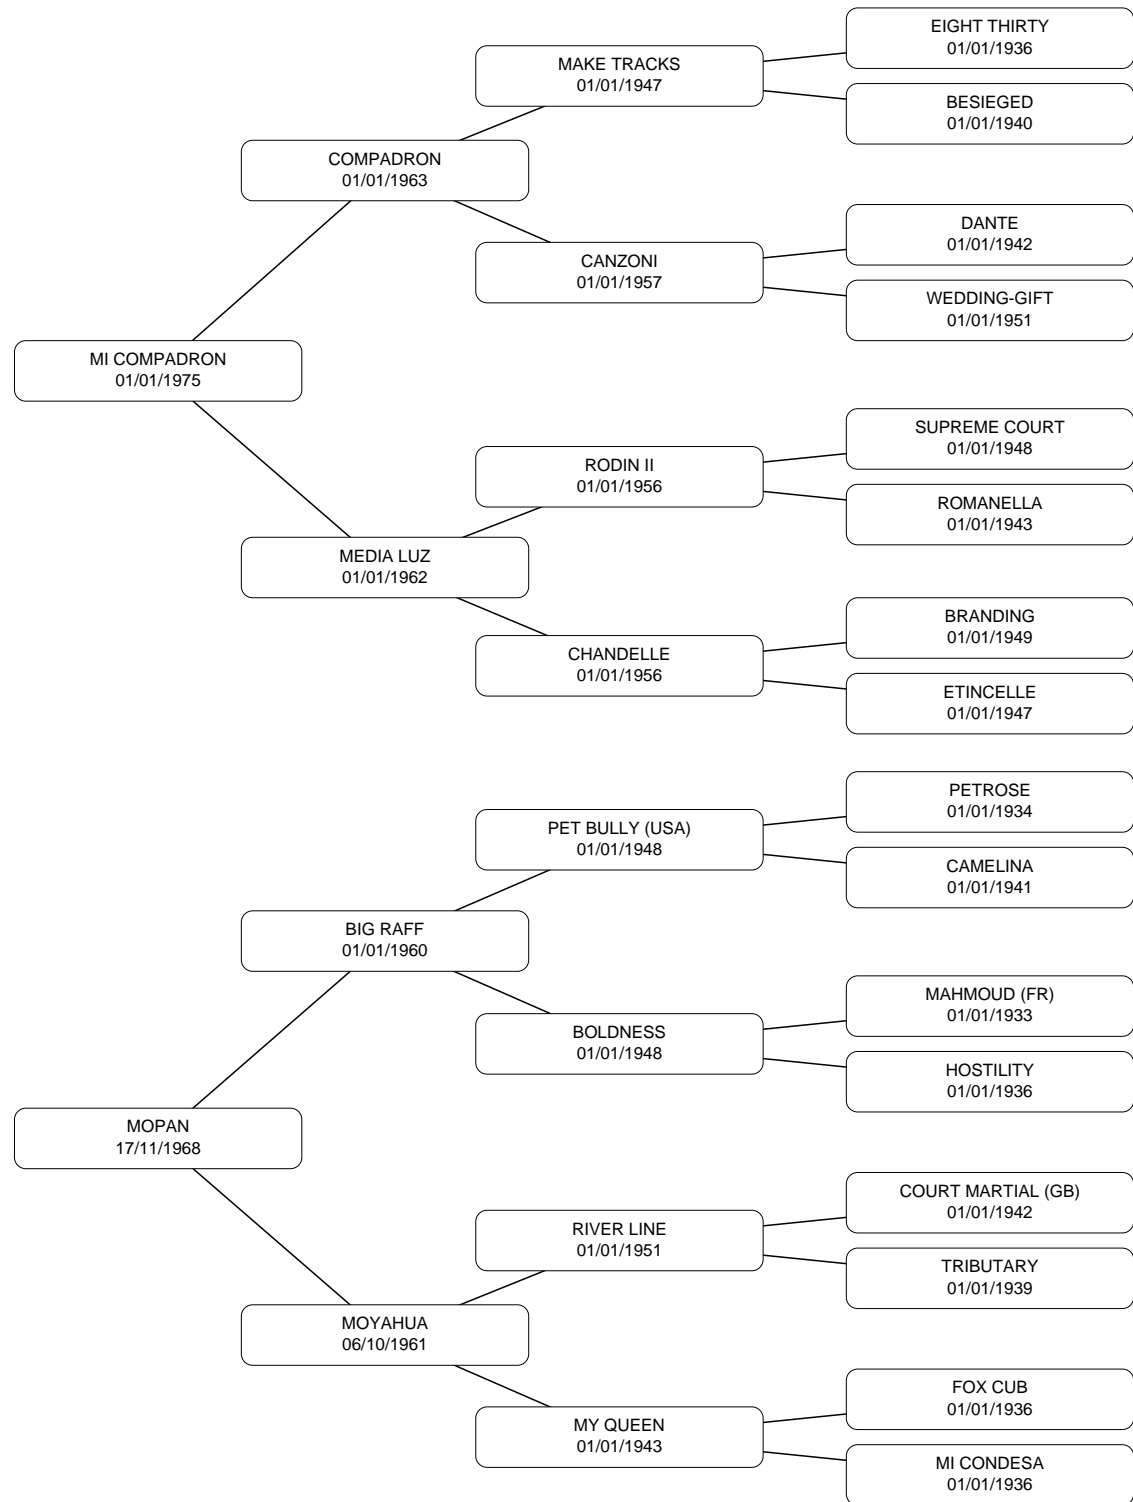 EIGHT THIRTY
01/01/1936
MAKE TRACKS
01/01/1947
BESIEGED
01/01/1940
COMPADRON
01/01/1963
DANTE
01/01/1942
CANZONI
01/01/1957
WEDDING-GIFT
01/01/1951
MI COMPADRON
01/01/1975
SUPREME COURT
01/01/1948
RODIN II
01/01/1956
ROMANELLA
01/01/1943
MEDIA LUZ
01/01/1962
BRANDING
01/01/1949
CHANDELLE
01/01/1956
ETINCELLE
01/01/1947
PETROSE
01/01/1934
PET BULLY (USA)
01/01/1948
CAMELINA
01/01/1941
BIG RAFF
01/01/1960
MAHMOUD (FR)
01/01/1933
BOLDNESS
01/01/1948
HOSTILITY
01/01/1936
MOPAN
17/11/1968
COURT MARTIAL (GB)
01/01/1942
RIVER LINE
01/01/1951
TRIBUTARY
01/01/1939
MOYAHUA
06/10/1961
FOX CUB
01/01/1936
MY QUEEN
01/01/1943
MI CONDESA
01/01/1936